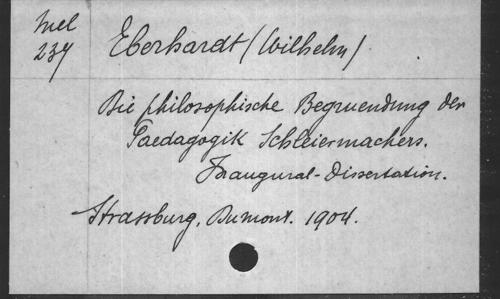 Mel
237
Eberhardt (Wilhelm)
Die philosophische Begruendung der
Paedagogik Schleiermachers.
Inaugural-Dissertation.
Strassburg, Dumont. 1904.